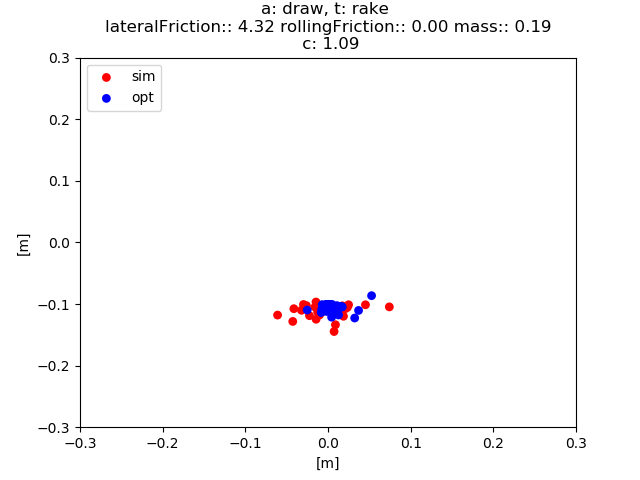 a: draw, t: rake
lateralFriction:: 4.32 rollingFriction:: 0.00 mass:: 0.19
c: 1.09
sim
opt
0.3
0.2
0.1
0.0
−0.1
−0.2
−0.3
[m]
−0.3
−0.2
−0.1
0.0
0.1
0.2
0.3
[m]